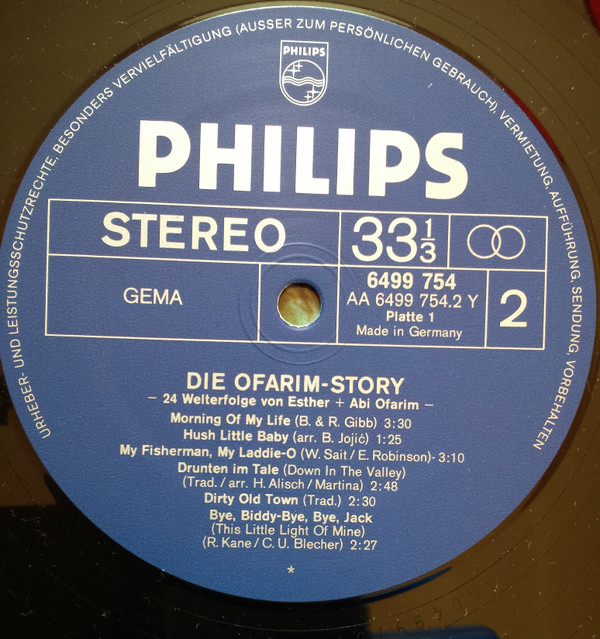 URHEBER- UND LEISTUNGSSCHUTZRECHTE, BESONDERS VERVIELFÄLTIGUNG (AUSSER ZUM PERSÖNLICHEN GEBRAUCH), VERMIETUNG, AUFFÜHRUNG, SENDUNG, VORBEHALTEN
PHILIPS
PHILIPS
STEREO
33 1/3
GEMA
6499 754
AA 6499 754.2 Y
Platte 1
Made in Germany
2
DIE OFARIM-STORY
– 24 Welterfolge von Esther + Abi Ofarim –
Morning Of My Life (B. & R. Gibb) 3:30
Hush Little Baby (arr. B. Jojić) 1:25
My Fisherman, My Laddie-O (W. Sait / E. Robinson)- 3:10
Drunten im Tale (Down In The Valley)
(Trad. / arr. H. Alisch / Martina) 2:48
Dirty Old Town (Trad.) 2:30
Bye, Biddy-Bye, Bye, Jack
(This Little Light Of Mine)
(R. Kane / C. U. Blecher) 2:27
*